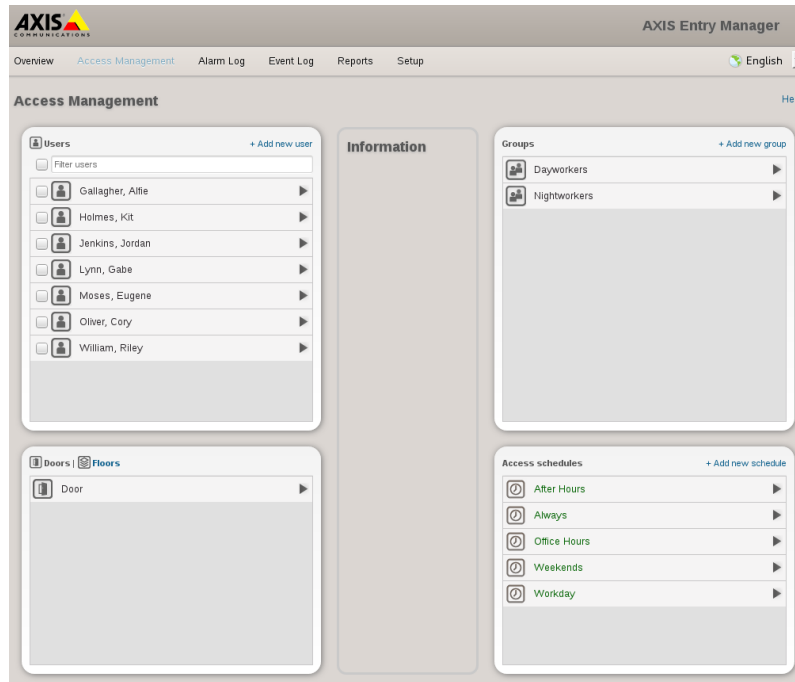 AXIS
COMMUNICATIONS
AXIS Entry Manager
Overview Access Management Alarm Log Event Log Reports Setup English
Access Management
He
Users + Add new user
Filter users
Gallagher, Alfie
Holmes, Kit
Jenkins, Jordan
Lynn, Gabe
Moses, Eugene
Oliver, Cory
William, Riley
Information
Groups + Add new group
Dayworkers
Nightworkers
Doors | Floors
Door
Access schedules + Add new schedule
After Hours
Always
Office Hours
Weekends
Workday